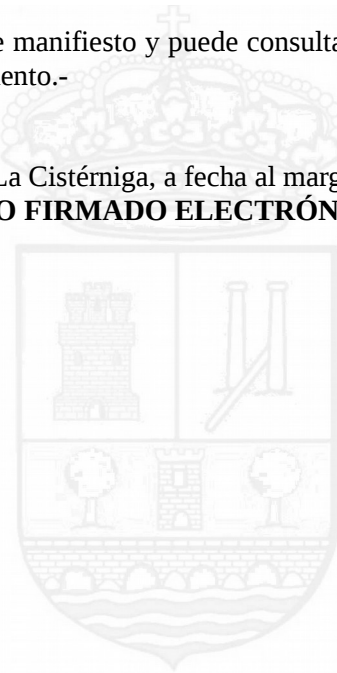 e manifiesto y puede consulta
ento.-
La Cistérniga, a fecha al marg
O FIRMADO ELECTRÓN